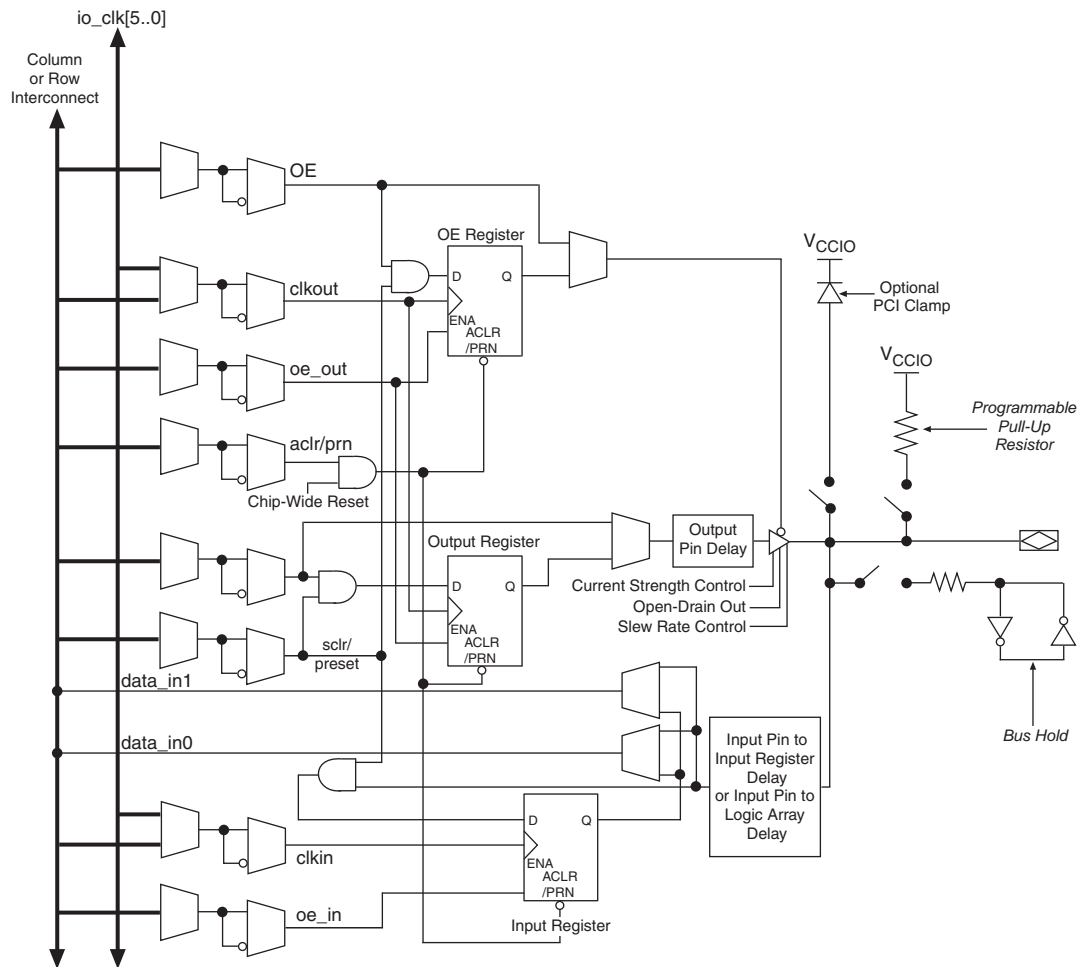 io_clk[5..0]
Column
or Row
Interconnect
OE
OE Register
D
Q
ENA
ACLR
/PRN
clkout
oe_out
aclr/prn
Chip-Wide Reset
VCCIO
Optional
PCI Clamp
VCCIO
Programmable
Pull-Up
Resistor
Output Register
D
Q
ENA
ACLR
/PRN
Output
Pin Delay
Current Strength Control
Open-Drain Out
Slew Rate Control
sclr/
preset
data_in1
data_in0
Bus Hold
Input Pin to
Input Register
Delay
or Input Pin to
Logic Array
Delay
D
Q
ENA
ACLR
/PRN
Input Register
clkin
oe_in